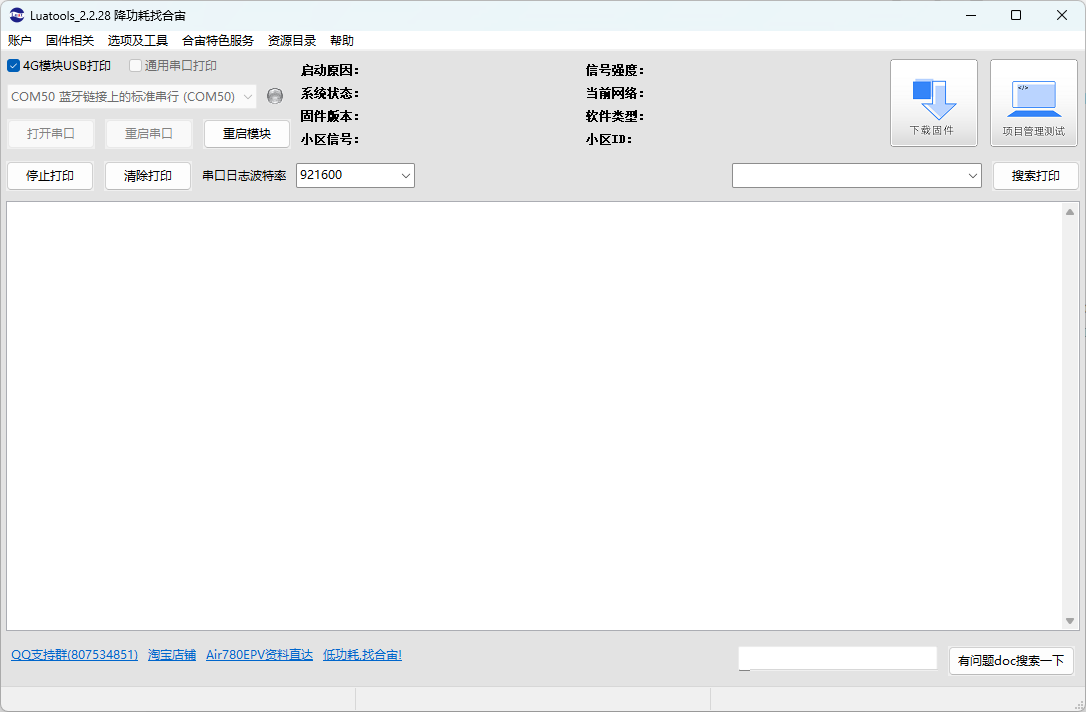 Luatools_2.2.28 降功耗找合宙
账户 固件相关 选项及工具 合宙特色服务 资源目录 帮助
4G模块USB打印 通用串口打印
COM50 蓝牙链接上的标准串行 (COM50)
打开串口 重启串口 重启模块
启动原因: 信号强度:
系统状态: 当前网络:
固件版本: 软件类型:
小区信号: 小区ID:
下载固件 项目管理测试
停止打印 清除打印 串口日志波特率 921600 搜索打印
QQ支持群(807534851) 淘宝店铺 Air780EPV资料直达 低功耗,找合宙!
有问题doc搜索一下